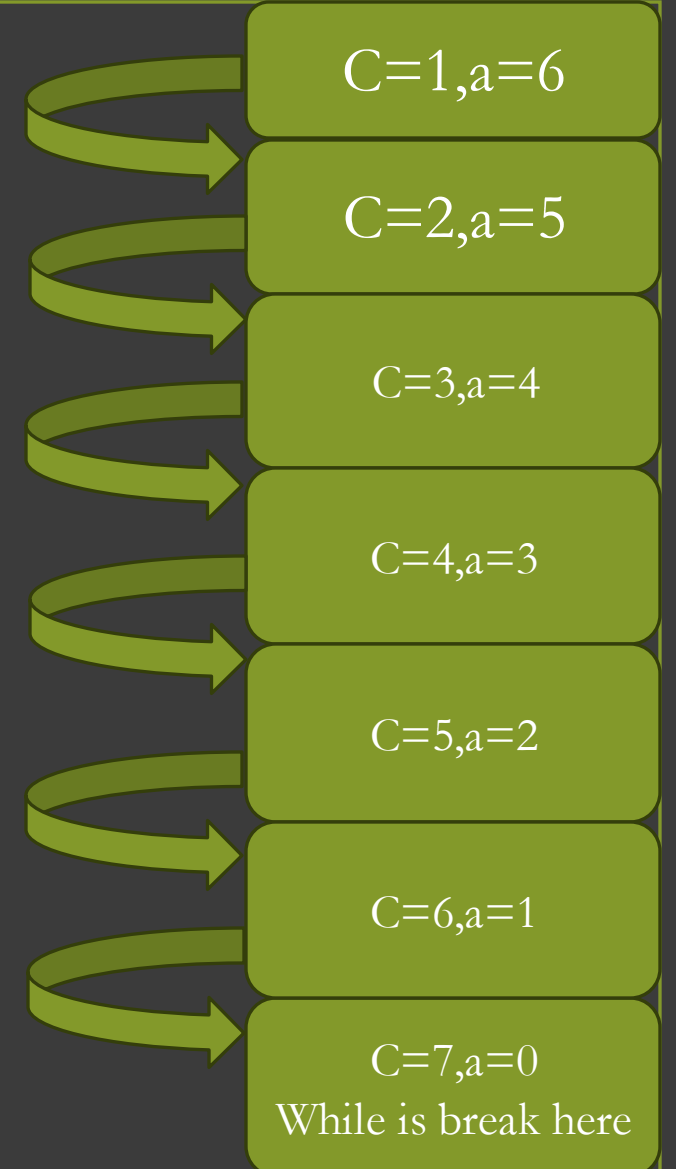 C=1,a=6
C=2,a=5
C=3,a=4
C=4,a=3
C=5,a=2
C=6,a=1
C=7,a=0
While is break here